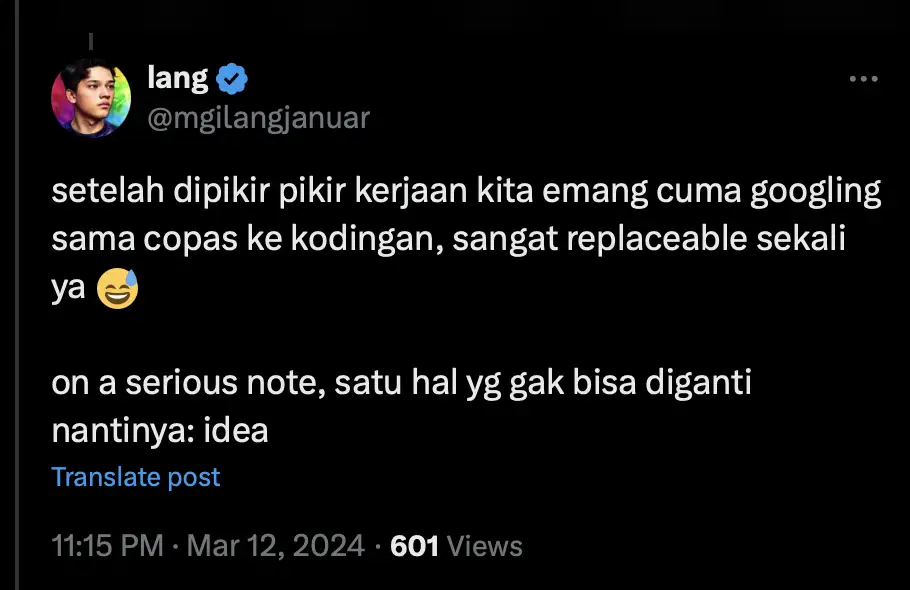 lang
@mgilangjanuar
setelah dipikir pikir kerjaan kita emang cuma googling
sama copas ke kodingan, sangat replaceable sekali
ya 😅
on a serious note, satu hal yg gak bisa diganti
nantinya: idea
Translate post
11:15 PM · Mar 12, 2024 · 601 Views